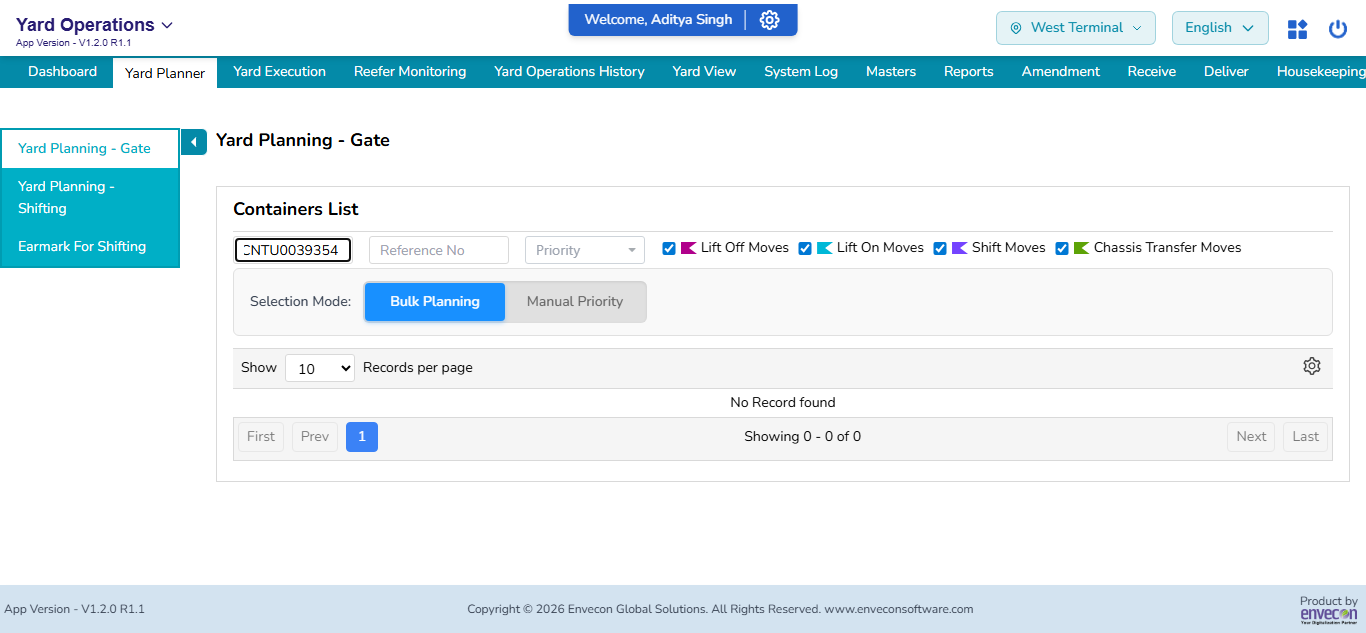 Yard Operations
App Version - V1.2.0 R1.1
Welcome, Aditya Singh
West Terminal
English
Dashboard Yard Planner Yard Execution Reefer Monitoring Yard Operations History Yard View System Log Masters Reports Amendment Receive Deliver Housekeeping
Yard Planning - Gate
Yard Planning -
Shifting
Earmark For Shifting
Yard Planning - Gate
Containers List
CNTU0039354 Reference No Priority Lift Off Moves Lift On Moves Shift Moves Chassis Transfer Moves
Selection Mode: Bulk Planning Manual Priority
Show 10 Records per page
No Record found
First Prev 1 Showing 0 - 0 of 0 Next Last
App Version - V1.2.0 R1.1 Copyright © 2026 Envecon Global Solutions. All Rights Reserved. www.enveconsoftware.com
Product by
envecon
Your Digitalization Partner